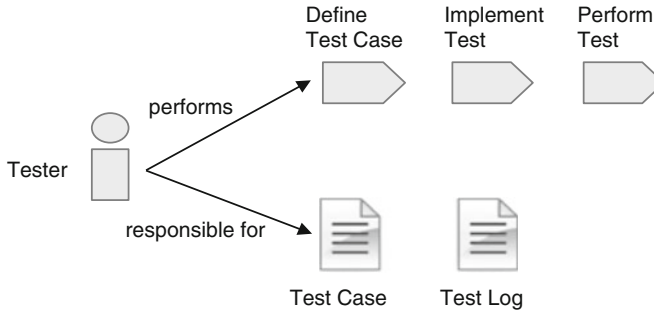 Define
Test Case
Implement
Test
Perform
Test
performs
Tester
responsible for
Test Case
Test Log